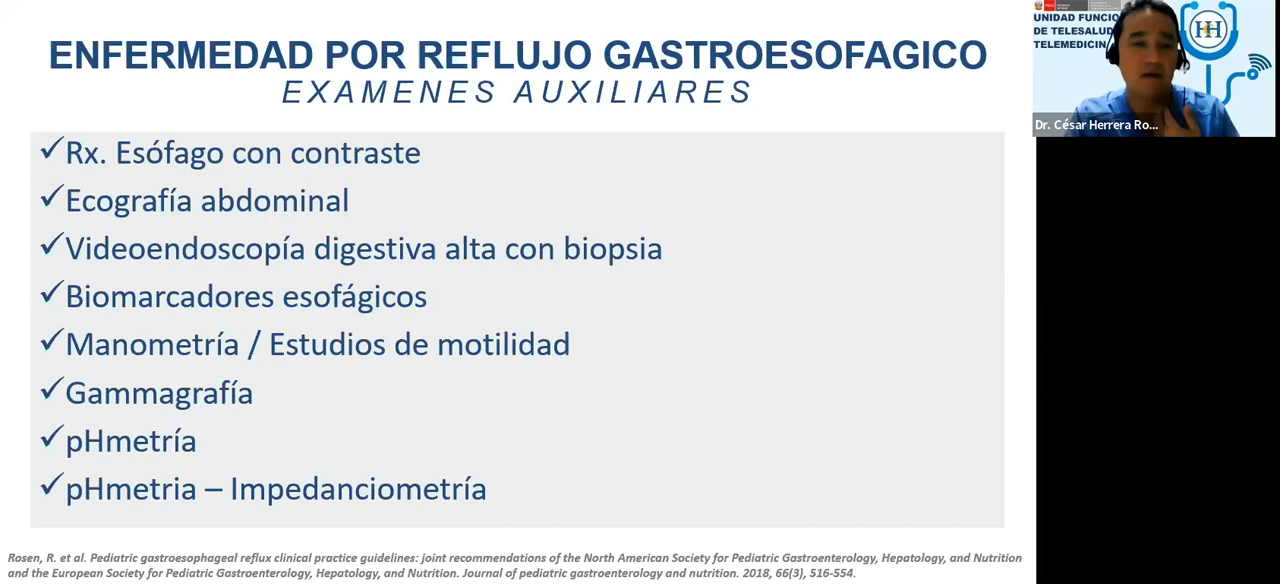 ENFERMEDAD POR REFLUJO GASTROESOFAGICO
EXAMENES AUXILIARES
✓Rx. Esófago con contraste
✓Ecografía abdominal
✓Videoendoscopía digestiva alta con biopsia
✓Biomarcadores esofágicos
✓Manometría / Estudios de motilidad
✓Gammagrafía
✓pHmetría
✓pHmetria – Impedanciometría
Rosen, R. et al. Pediatric gastroesophageal reflux clinical practice guidelines: joint recommendations of the North American Society for Pediatric Gastroenterology, Hepatology, and Nutrition
and the European Society for Pediatric Gastroenterology, Hepatology, and Nutrition. Journal of pediatric gastroenterology and nutrition. 2018, 66(3), 516-554.
UNIDAD FUNCIO
DE TELESALUD
TELEMEDICIN
HH
Dr. César Herrera Ro...